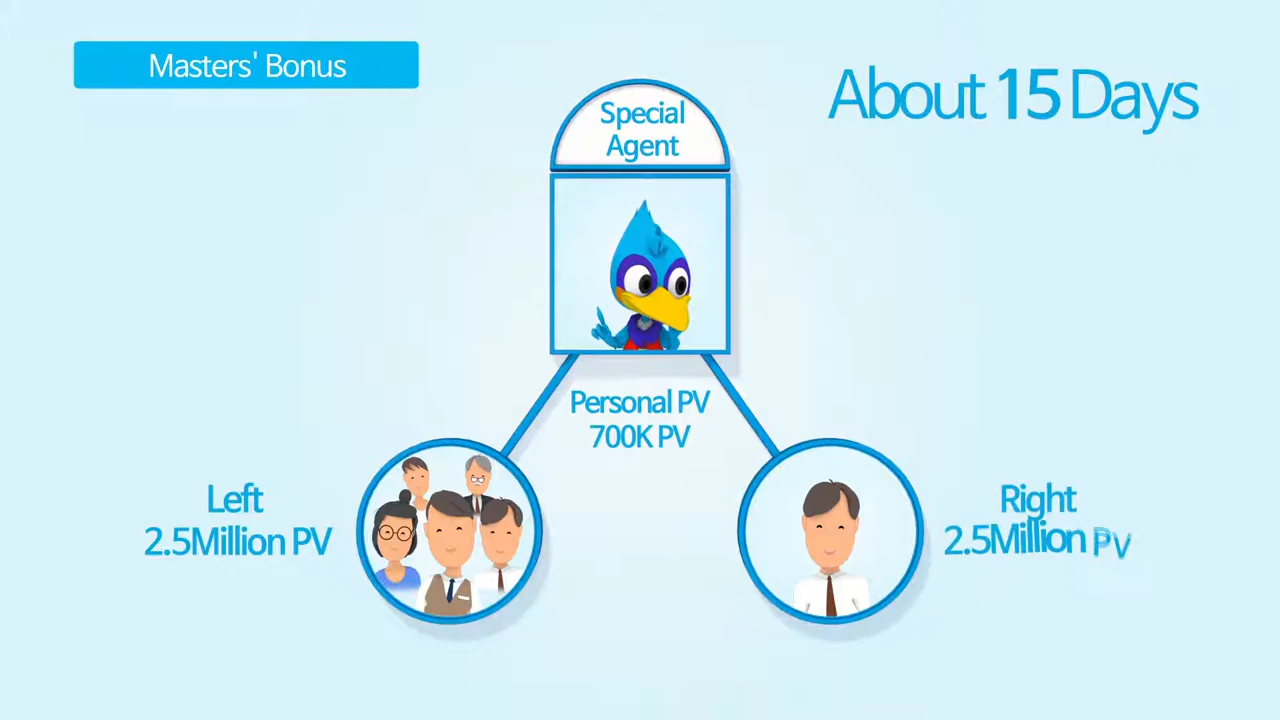 Masters' Bonus
About 15 Days
Special
Agent
Personal PV
700K PV
Left
2.5Million PV
Right
2.5Million PV